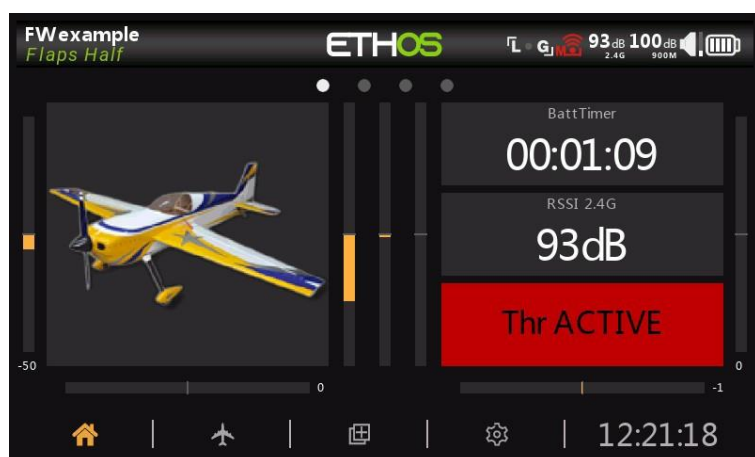 FWexample
Flaps Half
ETHOS
L G M
93dB 2.4G
100dB 900M
BattTimer
00:01:09
RSSI 2.4G
93dB
Thr ACTIVE
-50
0
0
-1
12:21:18